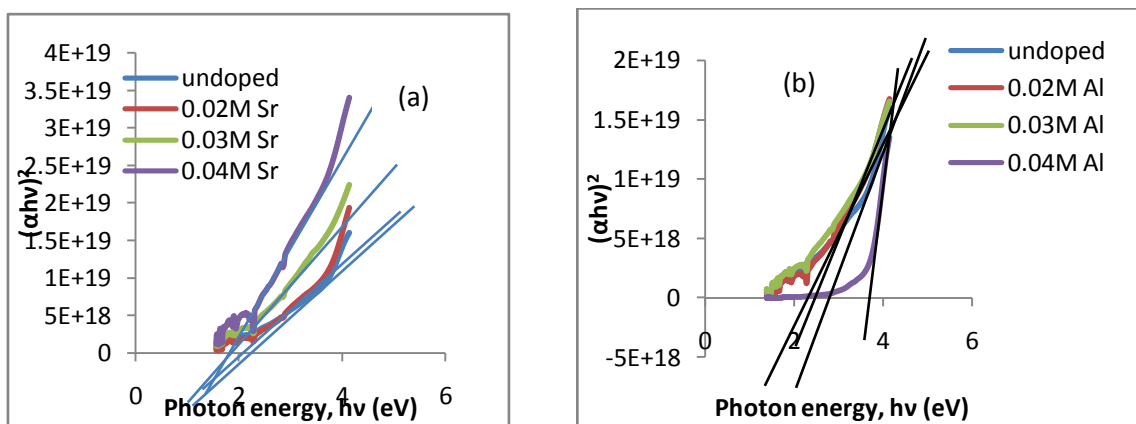 4E+19
3.5E+19
3E+19
2.5E+19
2E+19
1.5E+19
1E+19
5E+18
0
(αhν)²
undoped
0.02M Sr
0.03M Sr
0.04M Sr
(a)
0 2 4 6
Photon energy, hν (eV)
2E+19
1.5E+19
1E+19
5E+18
0
-5E+18
(αhν)²
(b)
undoped
0.02M Al
0.03M Al
0.04M Al
0 2 4 6
Photon energy, hν (eV)